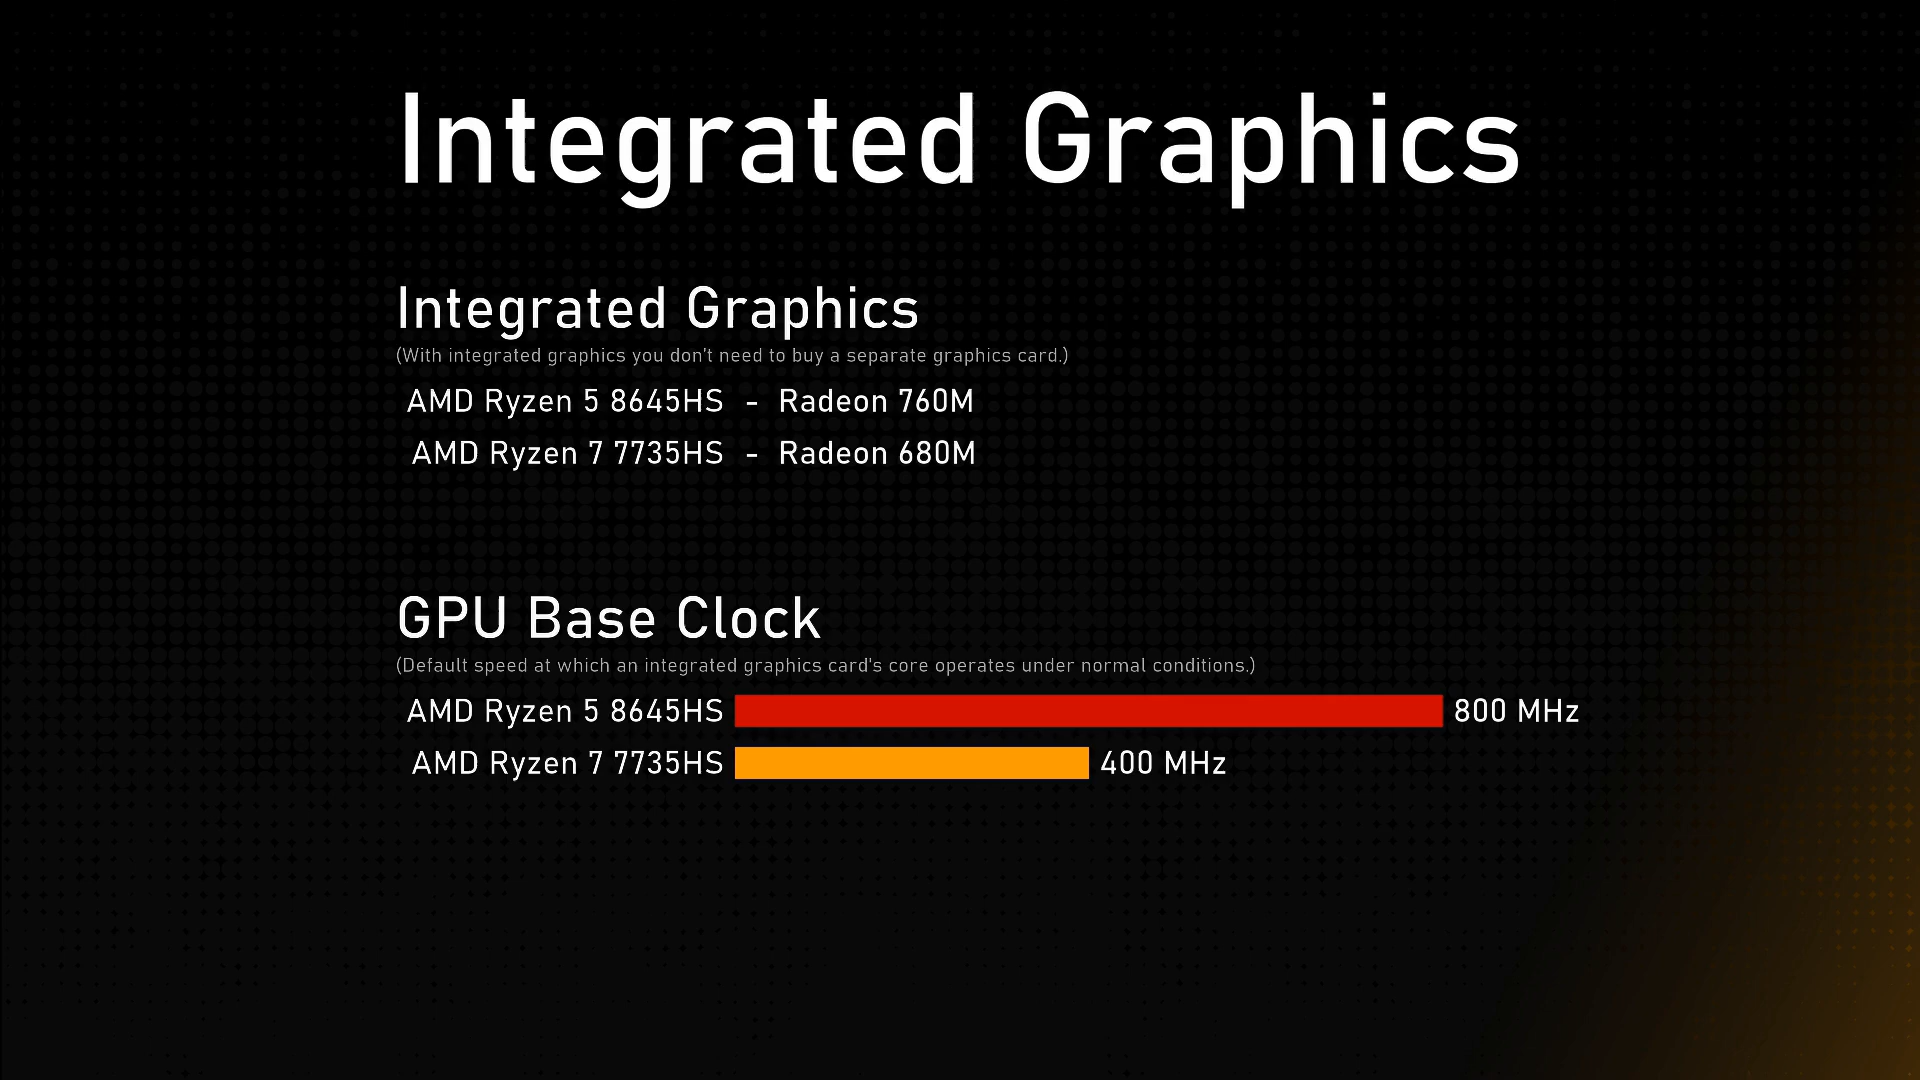 Integrated Graphics
Integrated Graphics
(With integrated graphics you don't need to buy a separate graphics card.)
AMD Ryzen 5 8645HS - Radeon 760M
AMD Ryzen 7 7735HS - Radeon 680M
GPU Base Clock
(Default speed at which an integrated graphics card's core operates under normal conditions.)
AMD Ryzen 5 8645HS 800 MHz
AMD Ryzen 7 7735HS 400 MHz